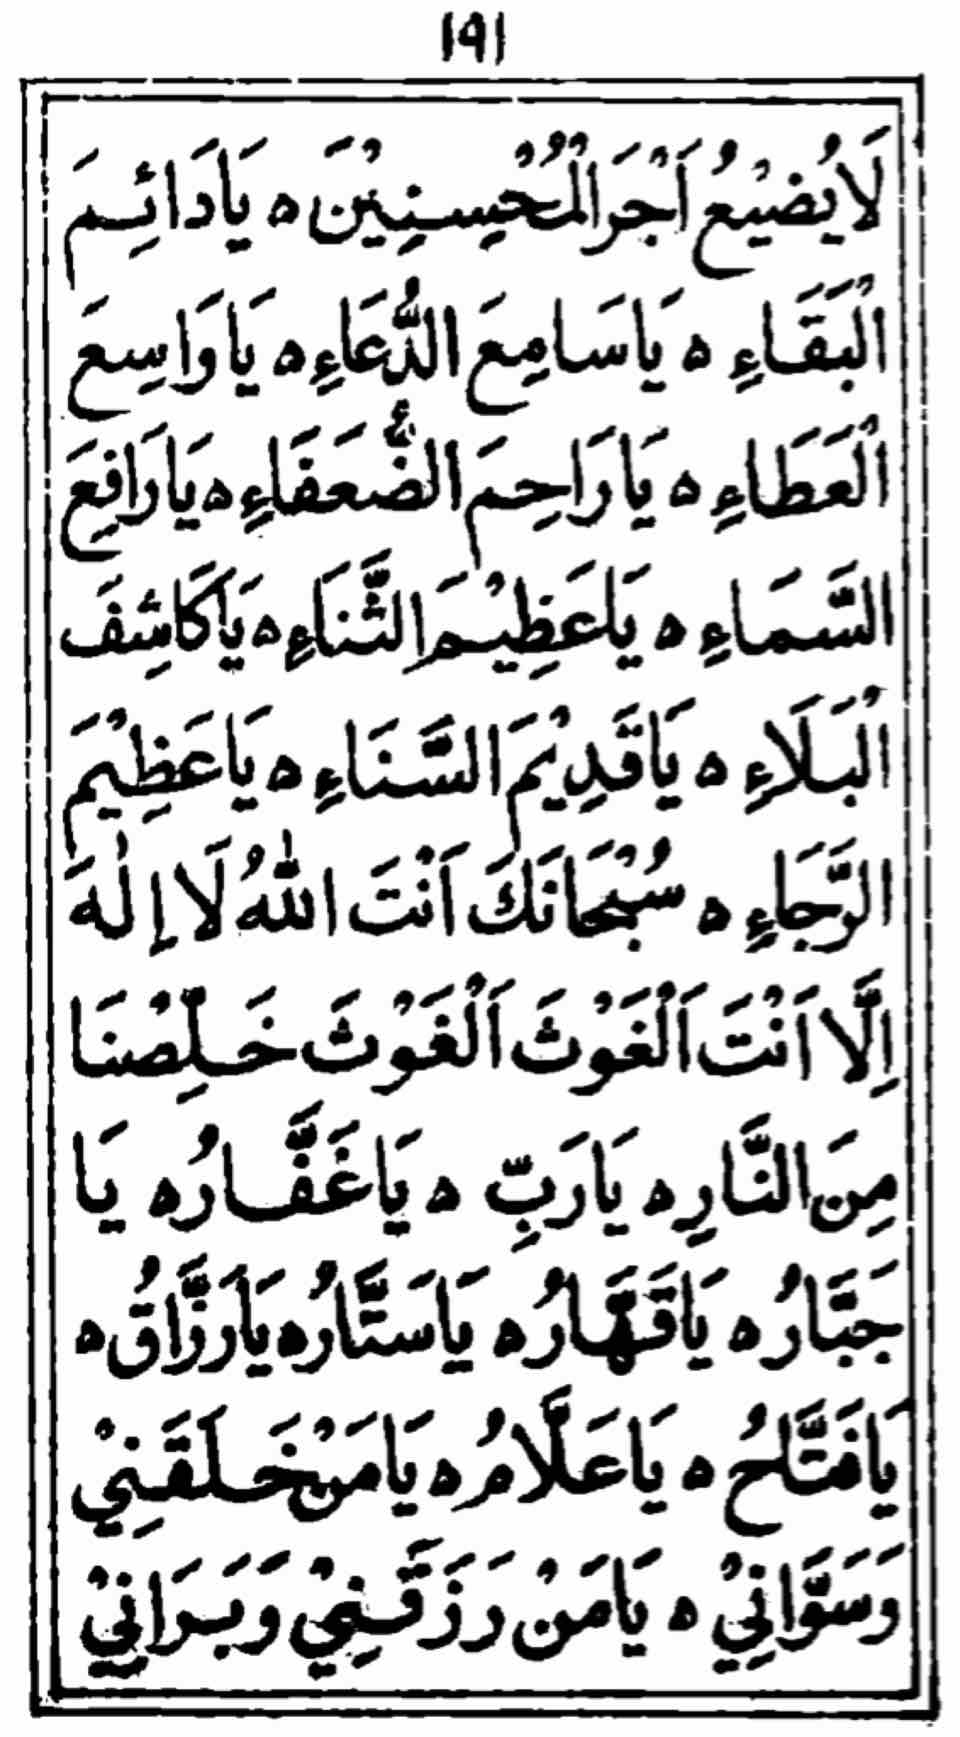 ١٩١
لَا يُضِيْعُ اَجْرَ الْمُحْسِنِيْنَ ٥ يَا دَائِمَ
الْبَقَاءِ ٥ يَا سَامِعَ الدُّعَاءِ ٥ يَا وَاسِعَ
الْعَطَاءِ ٥ يَا رَاحِمَ الضُّعَفَاءِ ٥ يَا رَافِعَ
السَّمَاءِ ٥ يَا عَظِيْمَ الثَّنَاءِ ٥ يَا كَاشِفَ
الْبَلَاءِ ٥ يَا قَدِيْمَ السَّنَاءِ ٥ يَا عَظِيْمَ
الرَّجَاءِ ٥ سُبْحَانَكَ اَنْتَ اللّٰهُ لَا إِلٰهَ
اِلَّا اَنْتَ اَلْغَوْثَ اَلْغَوْثَ خَلِّصْنَا
مِنَ النَّارِ ٥ يَا رَبِّ ٥ يَا غَفَّارُ ٥ يَا
جَبَّارُ ٥ يَا قَهَّارُ ٥ يَا سَتَّارُ ٥ يَا رَزَّاقُ ٥
يَا فَتَّاحُ ٥ يَا عَلَّامُ ٥ يَا مَنْ خَلَقَنِيْ
وَسَوَّانِيْ ٥ يَا مَنْ رَزَقَنِيْ وَبَرَانِيْ